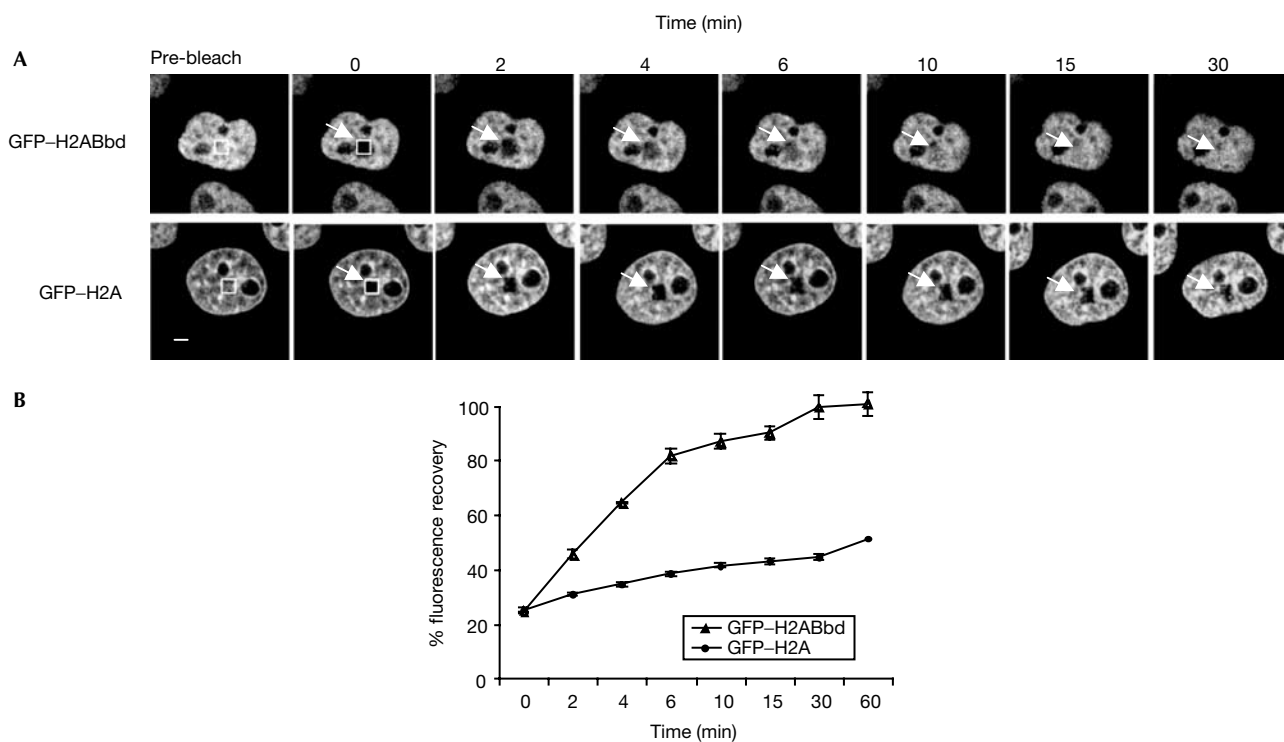 Time (min)
A
Pre-bleach 0 2 4 6 10 15 30
GFP–H2ABbd
GFP–H2A
B
% fluorescence recovery
100
80
60
40
20
0
GFP–H2ABbd
GFP–H2A
0 2 4 6 10 15 30 60
Time (min)